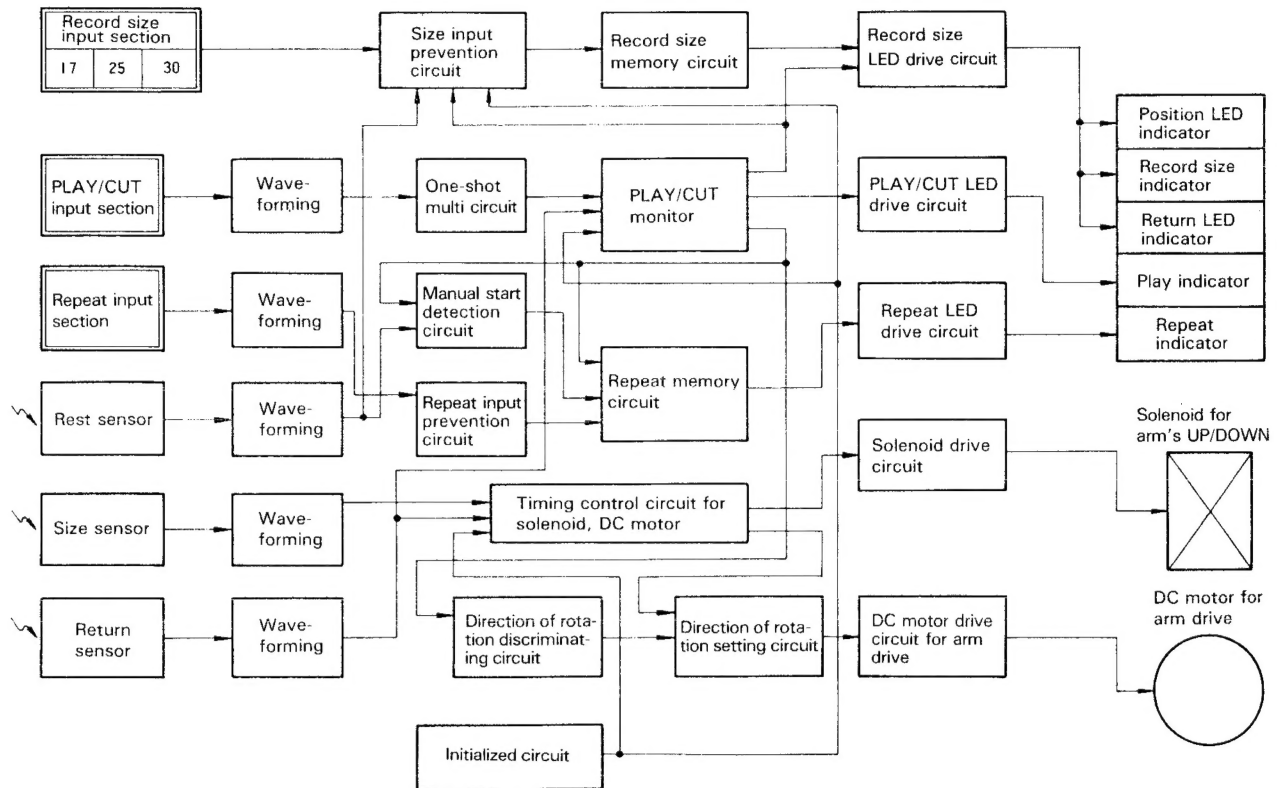 Record size
input section
17 25 30
Size input
prevention
circuit
Record size
memory circuit
Record size
LED drive circuit
Position LED
indicator
Record size
indicator
Return LED
indicator
Play indicator
Repeat
indicator
PLAY/CUT
input section
Wave-
forming
One-shot
multi circuit
PLAY/CUT
monitor
PLAY/CUT LED
drive circuit
Repeat input
section
Wave-
forming
Manual start
detection
circuit
Repeat LED
drive circuit
Rest sensor
Wave-
forming
Repeat input
prevention
circuit
Repeat memory
circuit
Solenoid drive
circuit
Solenoid for
arm's UP/DOWN
Size sensor
Wave-
forming
Timing control circuit for
solenoid, DC motor
Return
sensor
Wave-
forming
Direction of rota-
tion discriminat-
ing circuit
Direction of rota-
tion setting circuit
DC motor drive
circuit for arm
drive
DC motor for
arm drive
Initialized circuit